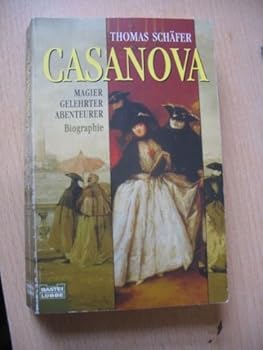 THOMAS SCHÄFER
CASANOVA
MAGIER
GELEHRTER
ABENTEURER
Biographie
BASTEI
LÜBBE